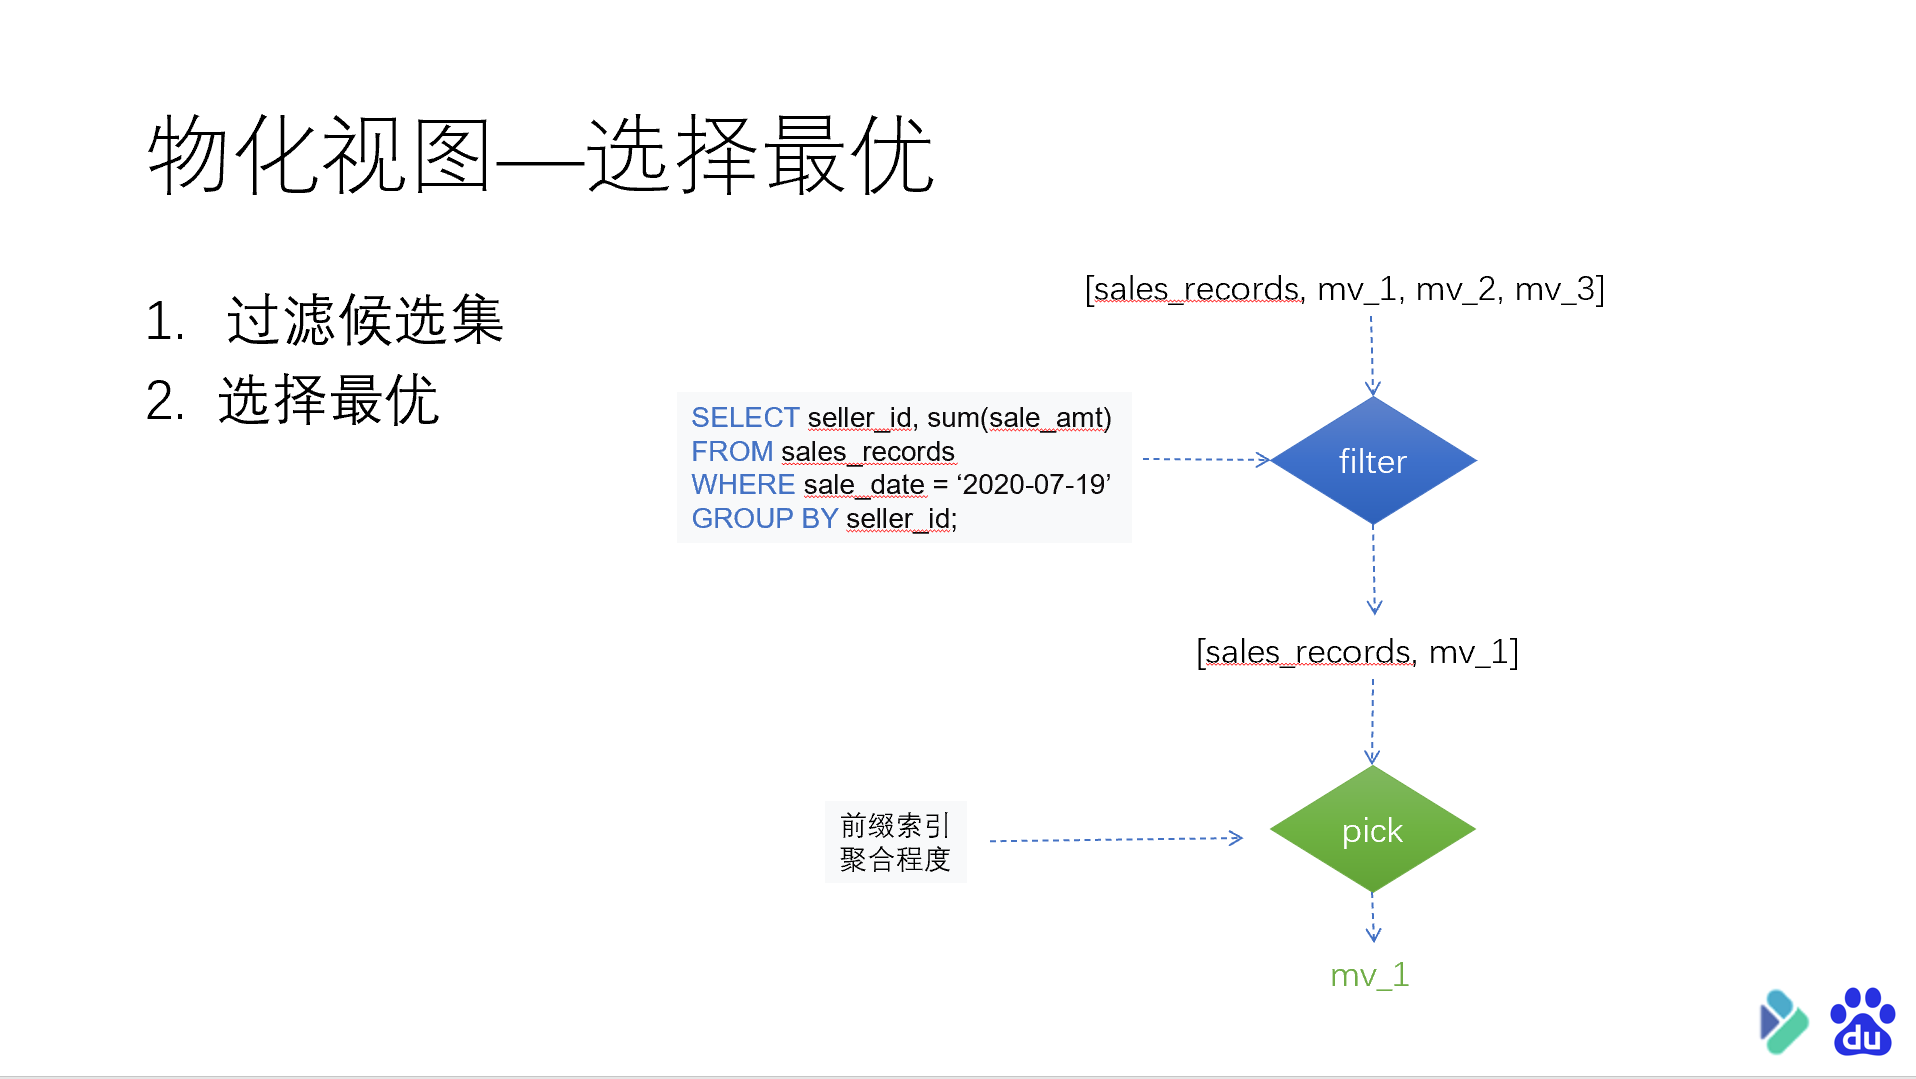 物化视图—选择最优
1. 过滤候选集
2. 选择最优
[sales_records, mv_1, mv_2, mv_3]
SELECT seller_id, sum(sale_amt)
FROM sales_records
WHERE sale_date = ‘2020-07-19’
GROUP BY seller_id;
filter
[sales_records, mv_1]
前缀索引
聚合程度
pick
mv_1
du